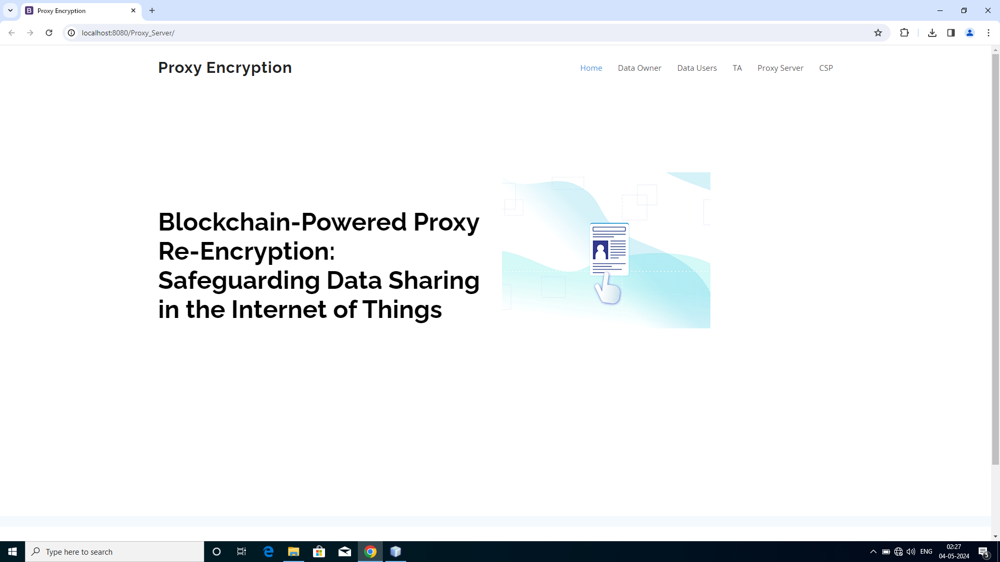 Proxy Encryption
localhost:8080/Proxy_Server/
Proxy Encryption
Home Data Owner Data Users TA Proxy Server CSP
Blockchain-Powered Proxy
Re-Encryption:
Safeguarding Data Sharing
in the Internet of Things
Type here to search
ENG
02:27
04-05-2024
5